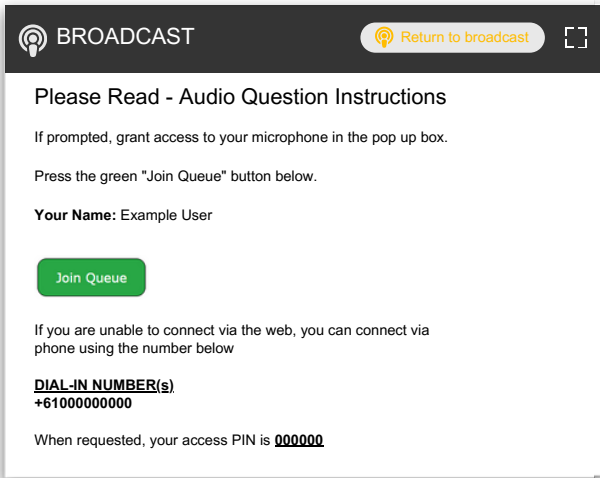 BROADCAST
Return to broadcast
Please Read - Audio Question Instructions
If prompted, grant access to your microphone in the pop up box.
Press the green "Join Queue" button below.
Your Name: Example User
Join Queue
If you are unable to connect via the web, you can connect via
phone using the number below
DIAL-IN NUMBER(s)
+61000000000
When requested, your access PIN is 000000